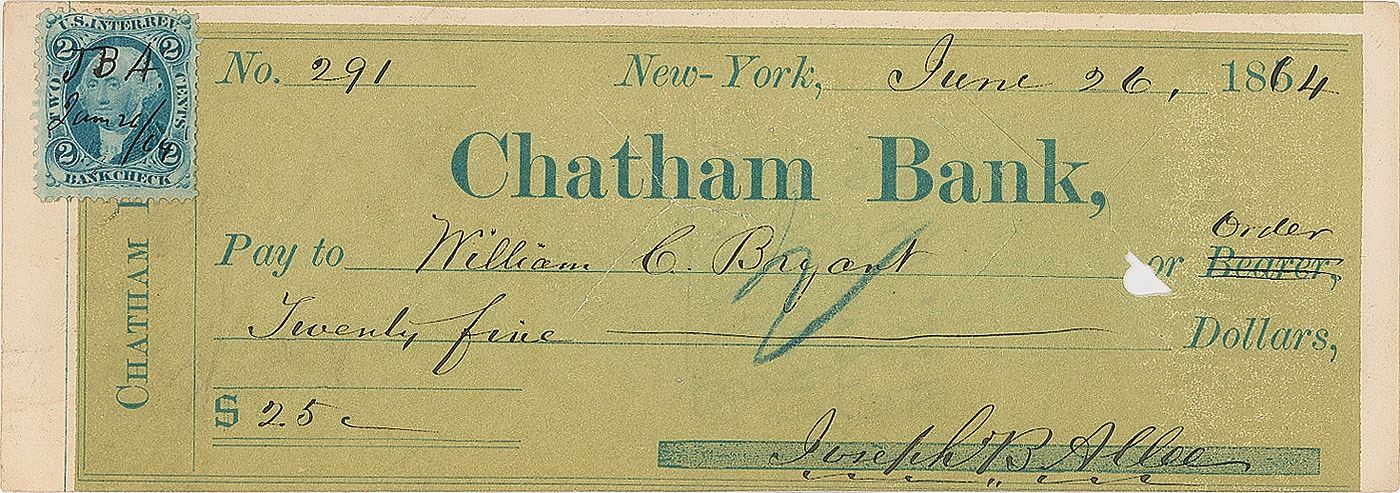 U.S. INTER. REV.
2 2
J B A.
TWO CENTS
June 26/64
2 2
BANK CHECK
No. 291 New-York, June 26, 1864
Chatham Bank,
CHATHAM
Pay to William C. Bryant or Bearer,
Order
Twenty five Dollars,
$ 25
Joseph B Allee